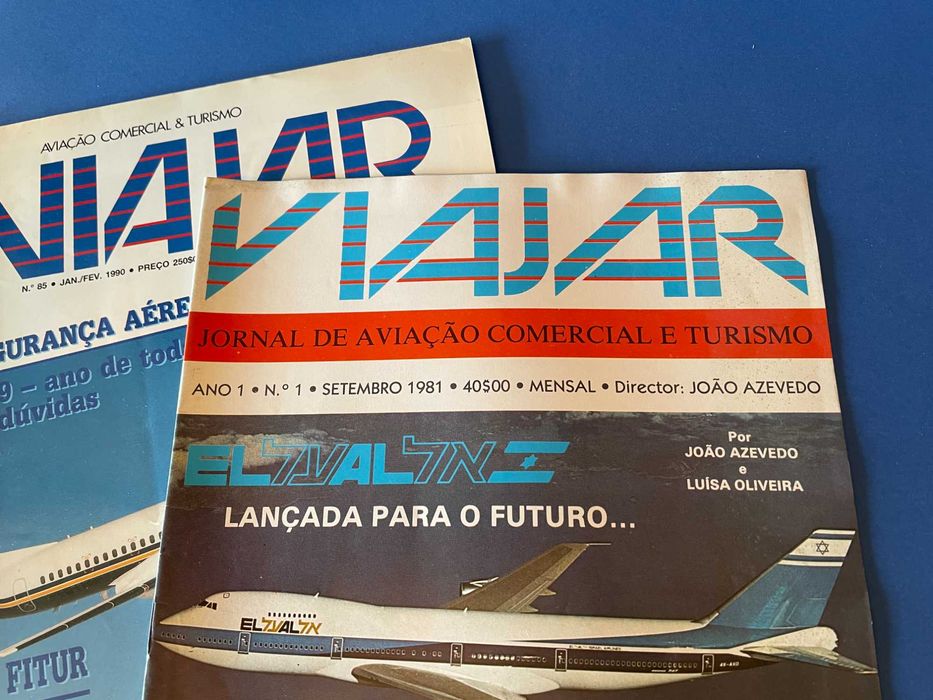 AVIAÇÃO COMERCIAL & TURISMO
VIAJAR
N.º 85 • JAN./FEV. 1990 • PREÇO 250$0
GURANÇA AÉRE
9 – ano de tod
dúvidas
FITUR
VIAJAR
JORNAL DE AVIAÇÃO COMERCIAL E TURISMO
ANO 1 • N.º 1 • SETEMBRO 1981 • 40$00 • MENSAL • Director: JOÃO AZEVEDO
EL אל על AL אל
Por
JOÃO AZEVEDO
e
LUÍSA OLIVEIRA
LANÇADA PARA O FUTURO...
EL אל על AL אל